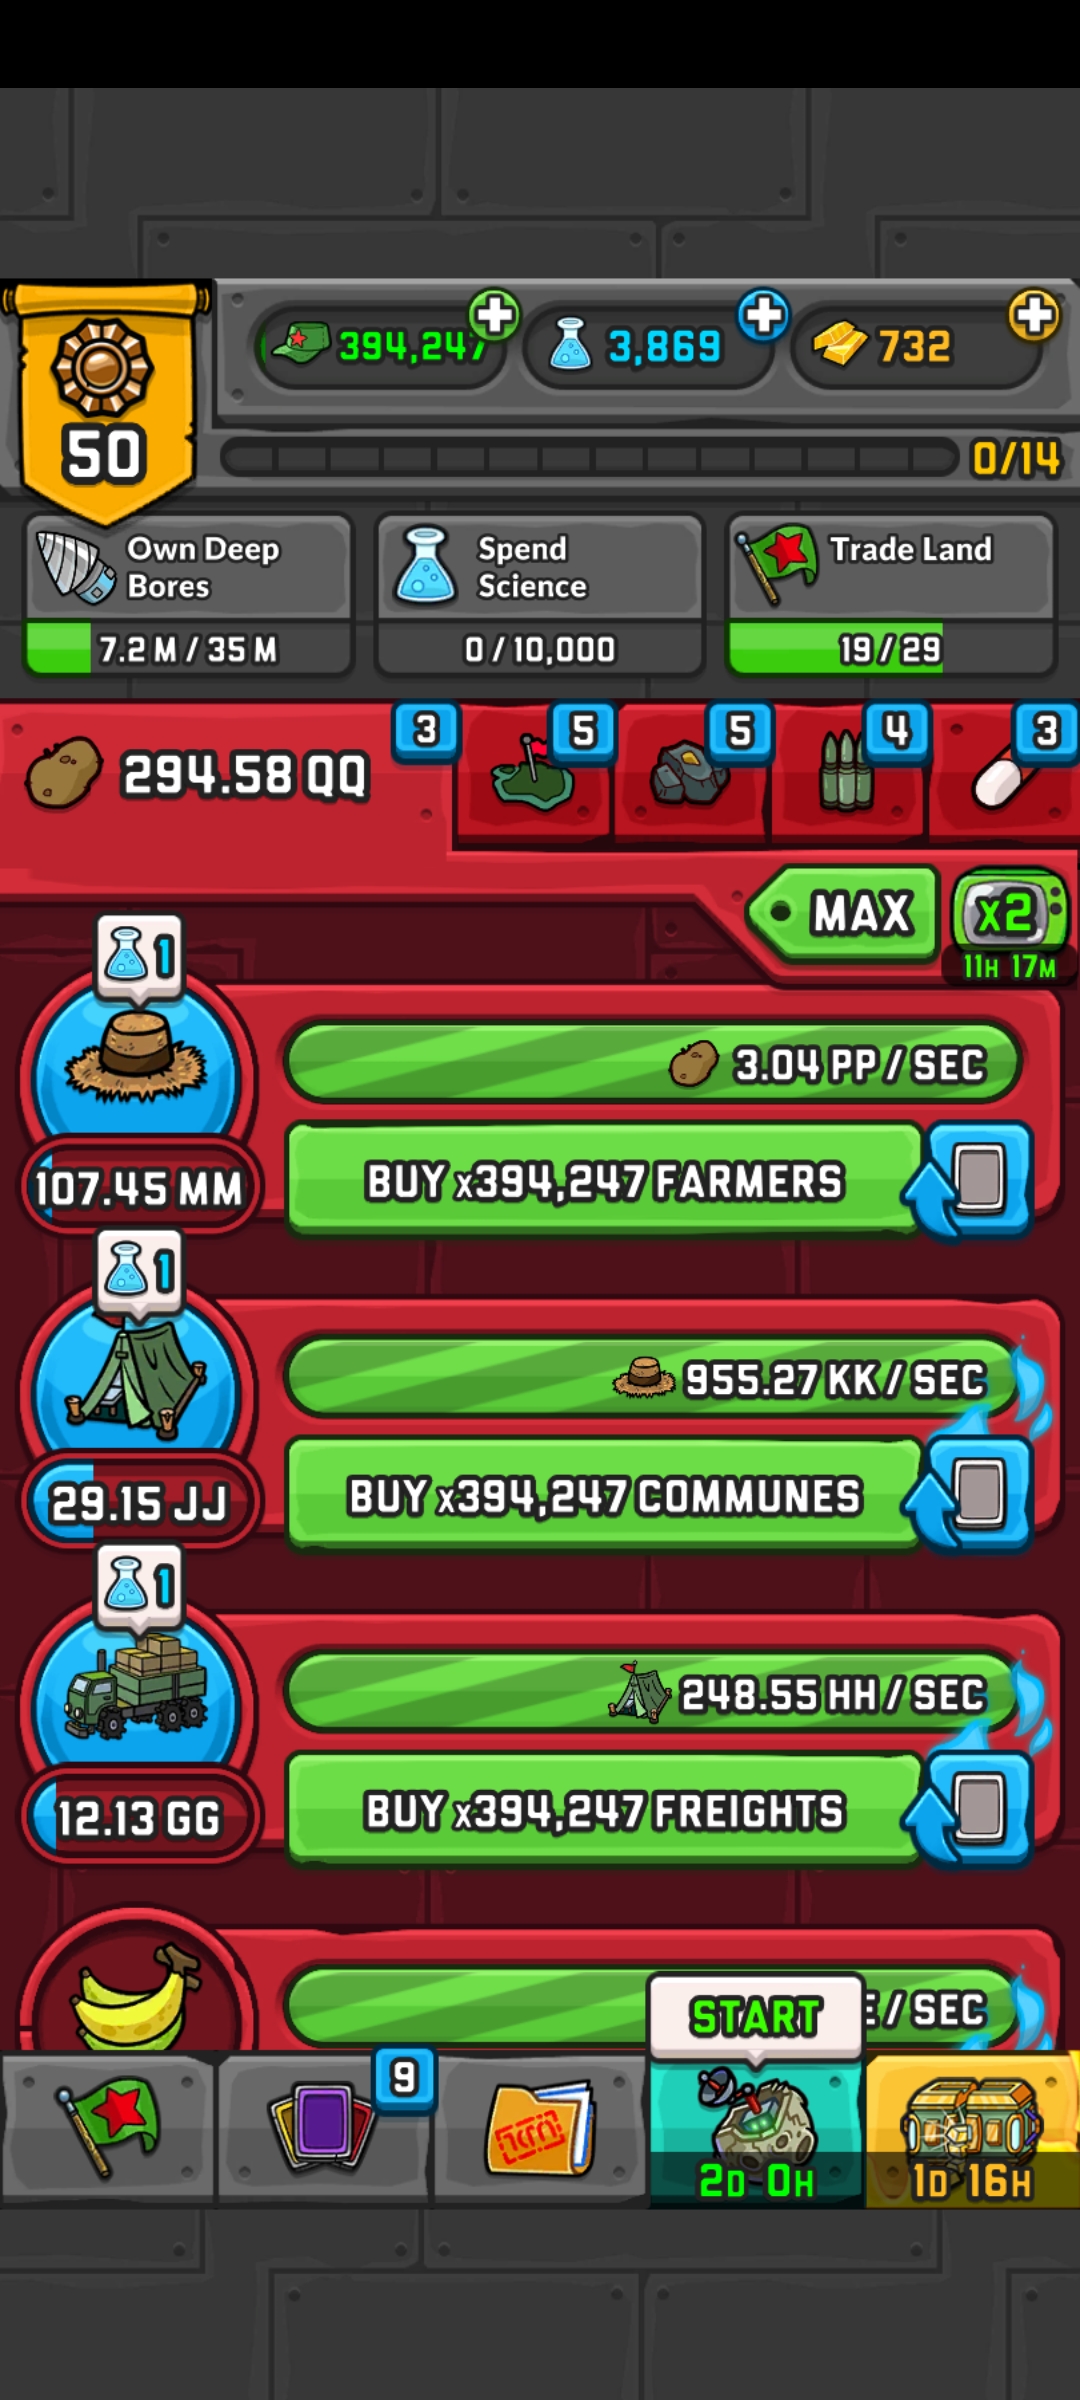 394,247
3,869
732
50
0/14
Own Deep
Bores
7.2 M / 35 M
Spend
Science
0 / 10,000
Trade Land
19 / 29
294.58 QQ
3
5
5
4
3
MAX
x2
11H 17M
1
3.04 PP / SEC
107.45 MM
BUY x394,247 FARMERS
1
955.27 KK / SEC
29.15 JJ
BUY x394,247 COMMUNES
1
248.55 HH / SEC
12.13 GG
BUY x394,247 FREIGHTS
/ SEC
START
9
2D 0H
1D 16H